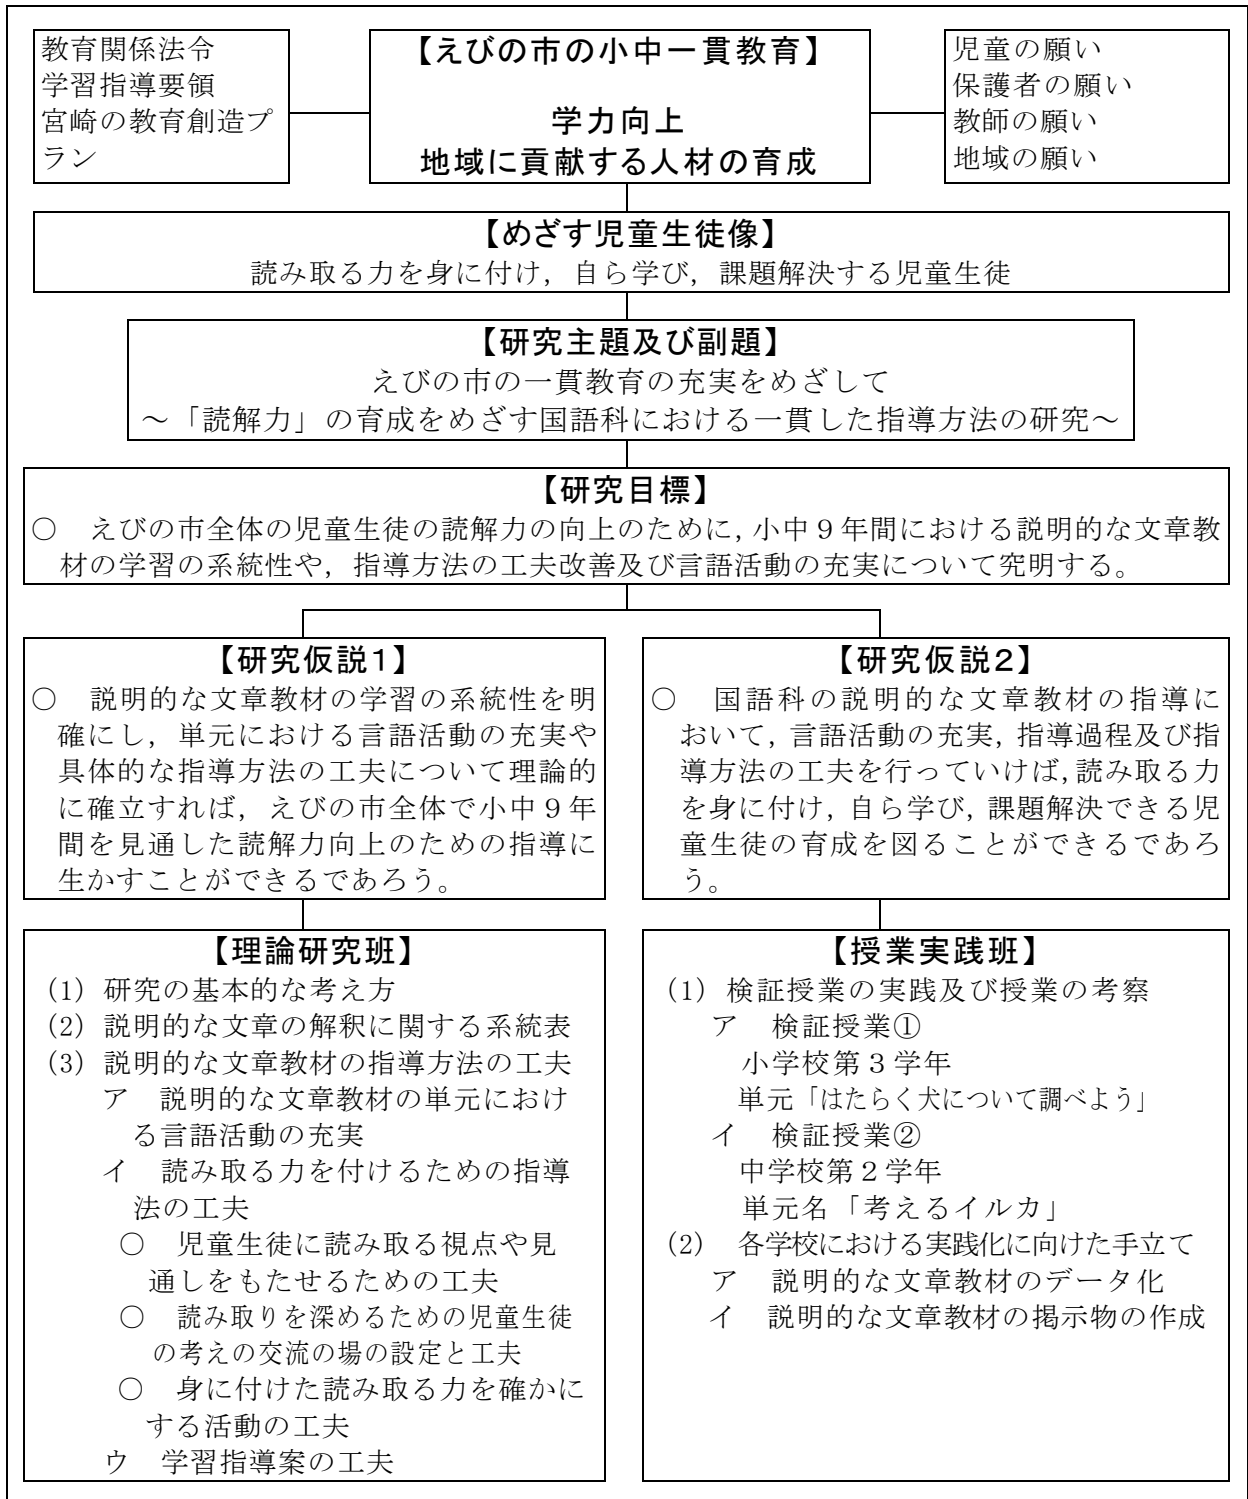 教育関係法令
学習指導要領
宮崎の教育創造プ
ラン
【えびの市の小中一貫教育】
学力向上
地域に貢献する人材の育成
児童の願い
保護者の願い
教師の願い
地域の願い
【めざす児童生徒像】
読み取る力を身に付け，自ら学び，課題解決する児童生徒
【研究主題及び副題】
えびの市の一貫教育の充実をめざして
～「読解力」の育成をめざす国語科における一貫した指導方法の研究～
【研究目標】
○　えびの市全体の児童生徒の読解力の向上のために，小中９年間における説明的な文章教
材の学習の系統性や，指導方法の工夫改善及び言語活動の充実について究明する。
【研究仮説１】
○　説明的な文章教材の学習の系統性を明
確にし，単元における言語活動の充実や
具体的な指導方法の工夫について理論的
に確立すれば，えびの市全体で小中９年
間を見通した読解力向上のための指導に
生かすことができるであろう。
【研究仮説２】
○　国語科の説明的な文章教材の指導に
おいて，言語活動の充実，指導過程及び指
導方法の工夫を行っていけば，読み取る力
を身に付け，自ら学び，課題解決できる児
童生徒の育成を図ることができるであろ
う。
【理論研究班】
(1) 研究の基本的な考え方
(2) 説明的な文章の解釈に関する系統表
(3) 説明的な文章教材の指導方法の工夫
ア　説明的な文章教材の単元におけ
る言語活動の充実
イ　読み取る力を付けるための指導
法の工夫
○　児童生徒に読み取る視点や見
通しをもたせるための工夫
○　読み取りを深めるための児童生徒
の考えの交流の場の設定と工夫
○　身に付けた読み取る力を確かに
する活動の工夫
ウ　学習指導案の工夫
【授業実践班】
(1) 検証授業の実践及び授業の考察
ア　検証授業①
小学校第３学年
単元「はたらく犬について調べよう」
イ　検証授業②
中学校第２学年
単元名「考えるイルカ」
(2)　各学校における実践化に向けた手立て
ア　説明的な文章教材のデータ化
イ　説明的な文章教材の掲示物の作成